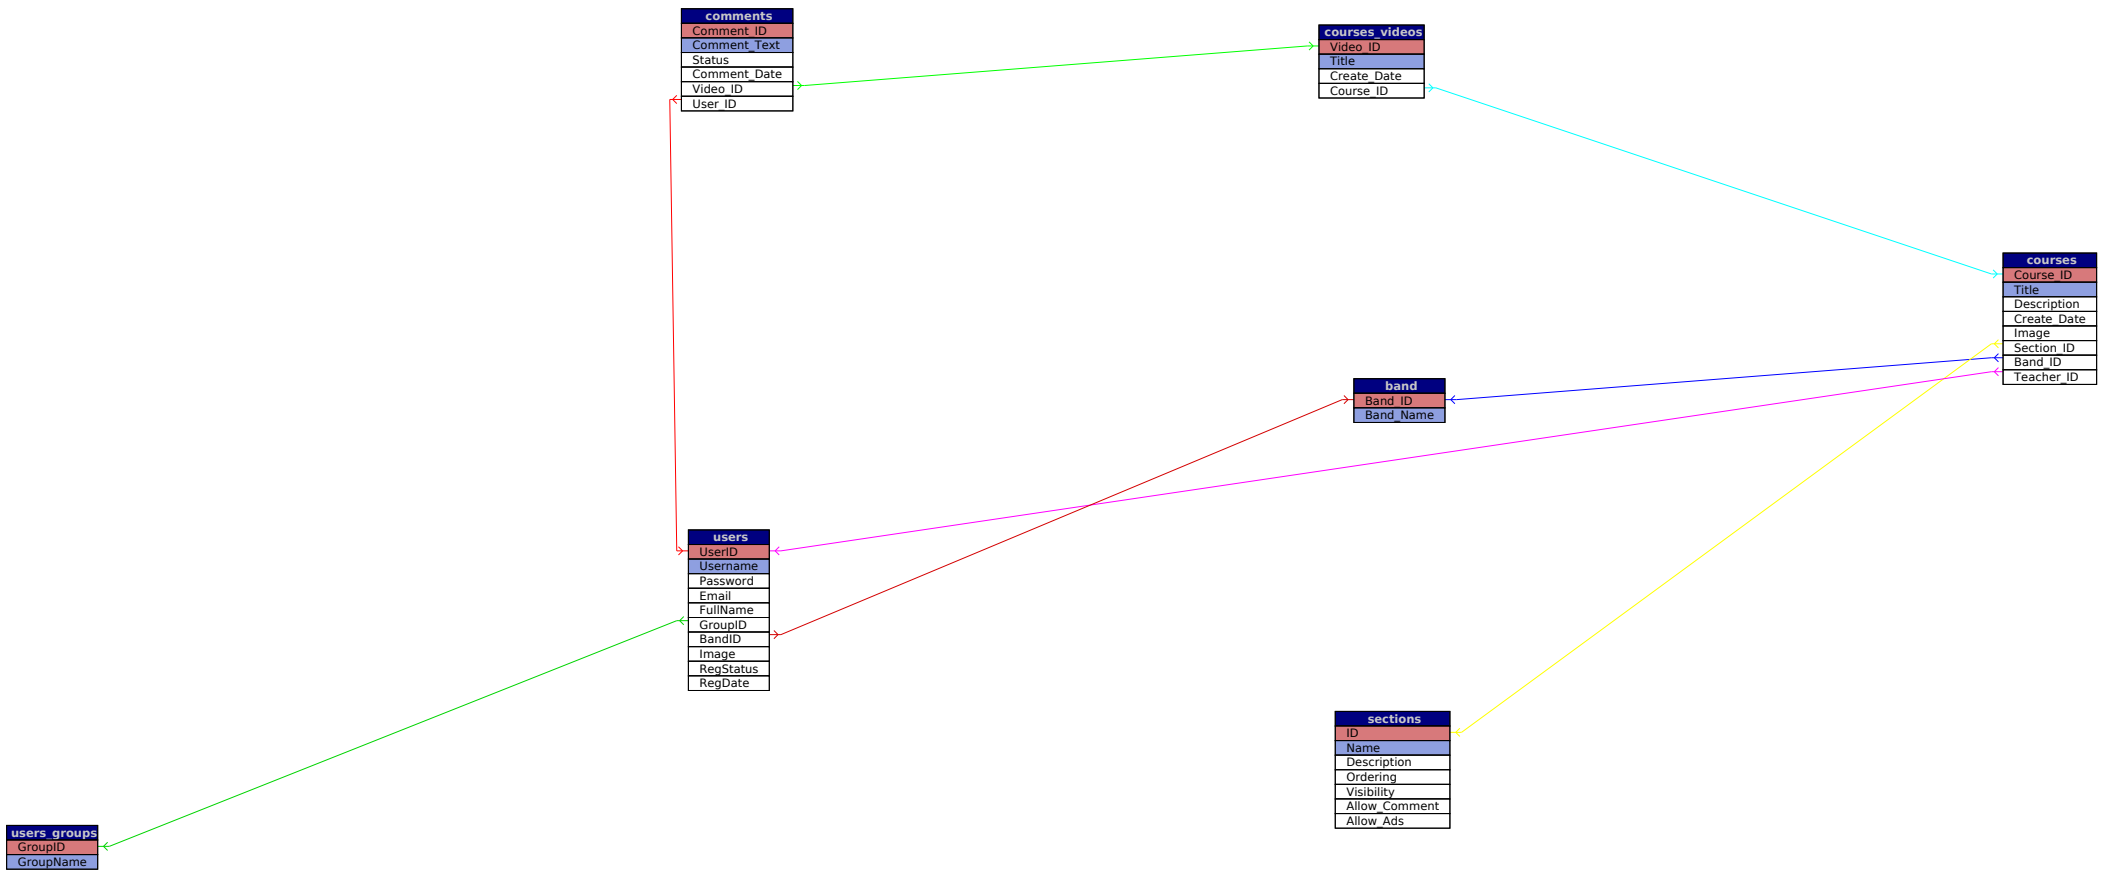 comments
Comment_ID
Comment_Text
Status
Comment_Date
Video_ID
User_ID
courses_videos
Video_ID
Title
Create_Date
Course_ID
courses
Course_ID
Title
Description
Create_Date
Image
Section_ID
Band_ID
Teacher_ID
band
Band_ID
Band_Name
users
UserID
Username
Password
Email
FullName
GroupID
BandID
Image
RegStatus
RegDate
sections
ID
Name
Description
Ordering
Visibility
Allow_Comment
Allow_Ads
users_groups
GroupID
GroupName